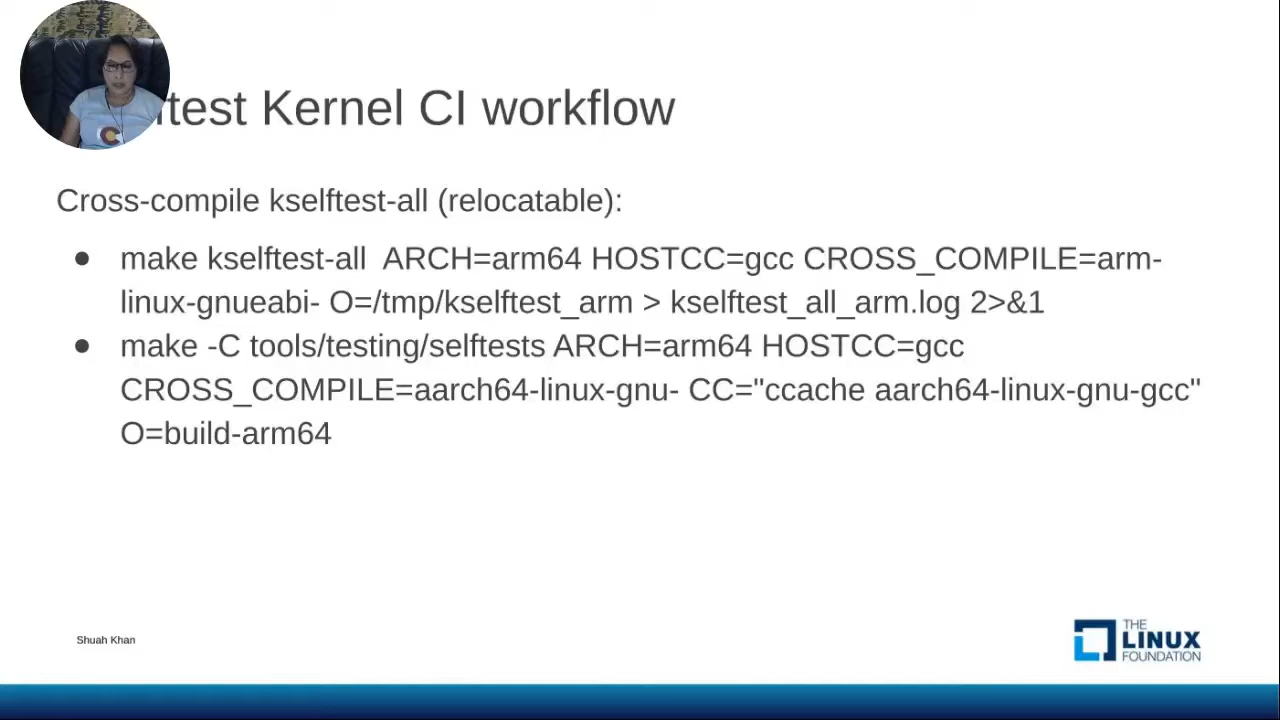 test Kernel CI workflow
Cross-compile kselftest-all (relocatable):
● make kselftest-all  ARCH=arm64 HOSTCC=gcc CROSS_COMPILE=arm-
linux-gnueabi- O=/tmp/kselftest_arm > kselftest_all_arm.log 2>&1
● make -C tools/testing/selftests ARCH=arm64 HOSTCC=gcc
CROSS_COMPILE=aarch64-linux-gnu- CC="ccache aarch64-linux-gnu-gcc"
O=build-arm64
Shuah Khan
THE
LINUX
FOUNDATION